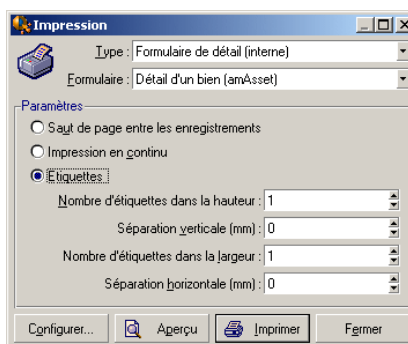 Impression
Type : Formulaire de détail (interne)
Formulaire : Détail d'un bien (amAsset)
Paramètres
Saut de page entre les enregistrements
Impression en continu
Etiquettes
Nombre d'étiquettes dans la hauteur : 1
Séparation verticale (mm) : 0
Nombre d'étiquettes dans la largeur : 1
Séparation horizontale (mm) : 0
Configurer... Aperçu Imprimer Fermer